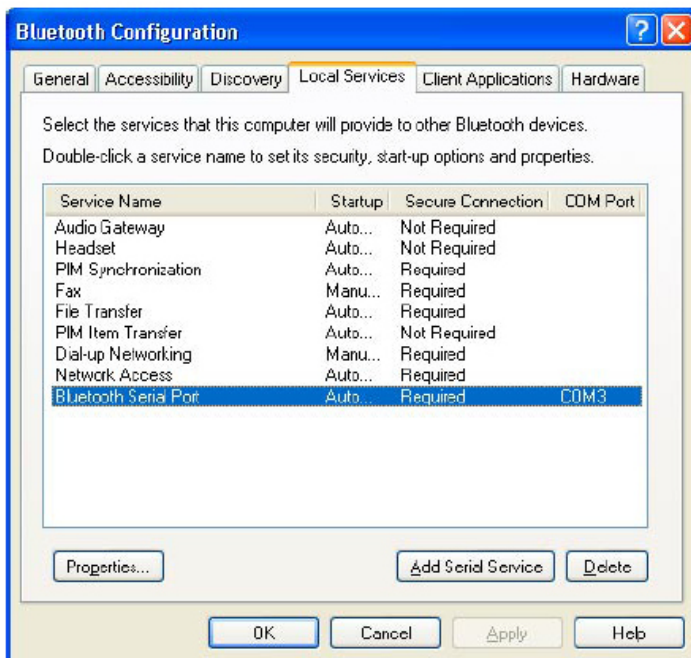 Bluetooth Configuration
General Accessibility Discovery Local Services Client Applications Hardware
Select the services that this computer will provide to other Bluetooth devices.
Double-click a service name to set its security, start-up options and properties.
Service Name Startup Secure Connection COM Port
Audio Gateway Auto... Not Required
Headset Auto... Not Required
PIM Synchronization Auto... Required
Fax Manu... Required
File Transfer Auto... Required
PIM Item Transfer Auto... Not Required
Dial-up Networking Manu... Required
Network Access Auto... Required
Bluetooth Serial Port Auto... Required COM3
Properties... Add Serial Service Delete
OK Cancel Apply Help